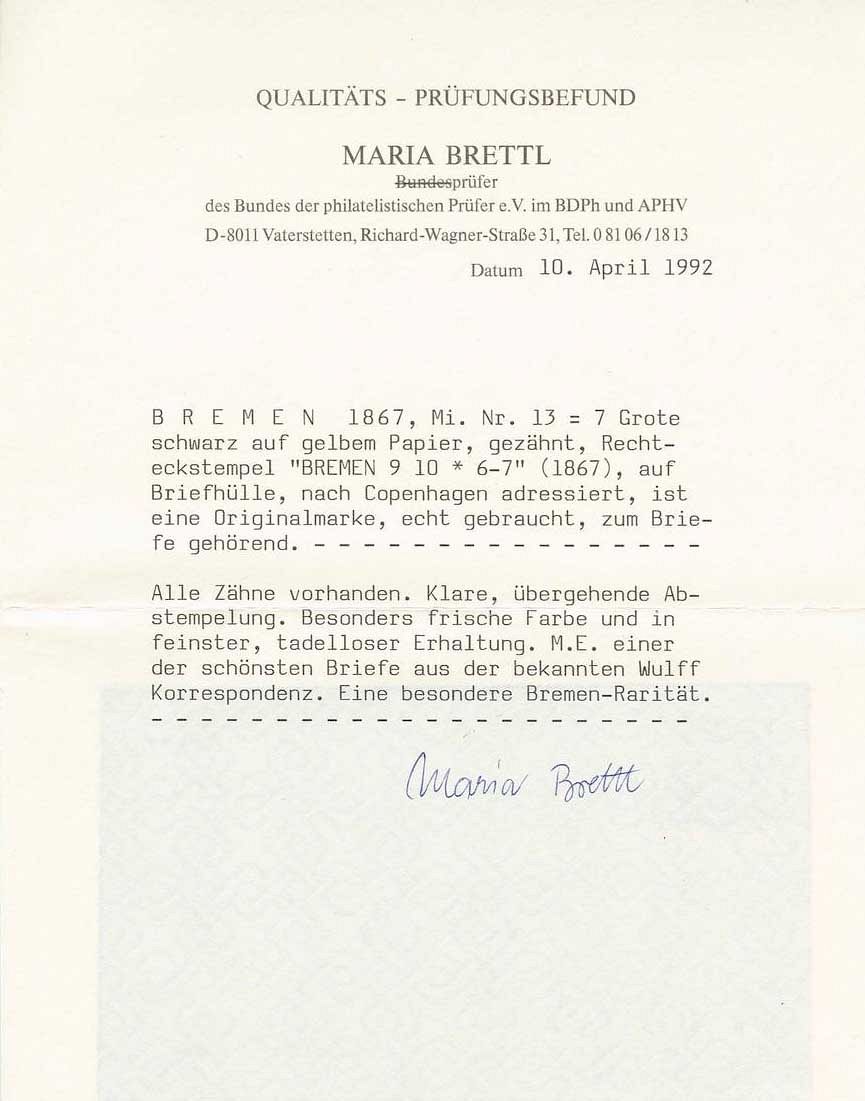 QUALITÄTS – PRÜFUNGSBEFUND
MARIA BRETTL
Bundesprüfer
des Bundes der philatelistischen Prüfer e.V. im BDPh und APHV
D-8011 Vaterstetten, Richard-Wagner-Straße 31, Tel. 0 81 06 / 18 13
Datum 10. April 1992
B R E M E N 1867, Mi. Nr. 13 = 7 Grote
schwarz auf gelbem Papier, gezähnt, Recht-
eckstempel "BREMEN 9 10 * 6-7" (1867), auf
Briefhülle, nach Copenhagen adressiert, ist
eine Originalmarke, echt gebraucht, zum Brie-
fe gehörend. - - - - - - - - - - - - - - - -
Alle Zähne vorhanden. Klare, übergehende Ab-
stempelung. Besonders frische Farbe und in
feinster, tadelloser Erhaltung. M.E. einer
der schönsten Briefe aus der bekannten Wulff
Korrespondenz. Eine besondere Bremen-Rarität.
- - - - - - - - - - - - - - - - - - - - - -
Maria Brettl